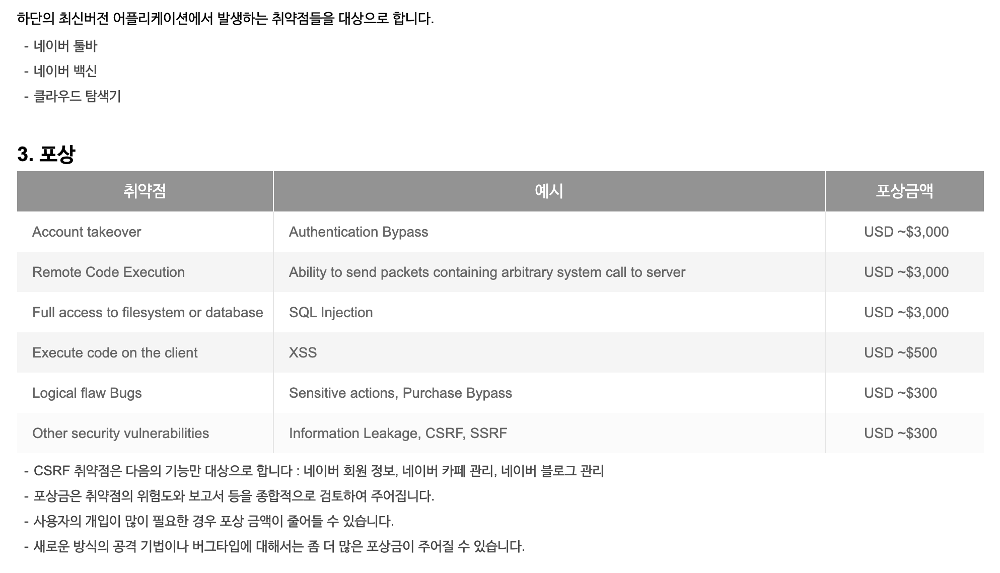 하단의 최신버전 어플리케이션에서 발생하는 취약점들을 대상으로 합니다.
- 네이버 툴바
- 네이버 백신
- 클라우드 탐색기
3. 포상
취약점 예시 포상금액
Account takeover Authentication Bypass USD ~$3,000
Remote Code Execution Ability to send packets containing arbitrary system call to server USD ~$3,000
Full access to filesystem or database SQL Injection USD ~$3,000
Execute code on the client XSS USD ~$500
Logical flaw Bugs Sensitive actions, Purchase Bypass USD ~$300
Other security vulnerabilities Information Leakage, CSRF, SSRF USD ~$300
- CSRF 취약점은 다음의 기능만 대상으로 합니다 : 네이버 회원 정보, 네이버 카페 관리, 네이버 블로그 관리
- 포상금은 취약점의 위험도와 보고서 등을 종합적으로 검토하여 주어집니다.
- 사용자의 개입이 많이 필요한 경우 포상 금액이 줄어들 수 있습니다.
- 새로운 방식의 공격 기법이나 버그타입에 대해서는 좀 더 많은 포상금이 주어질 수 있습니다.